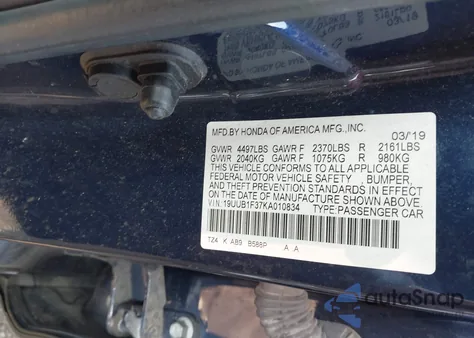 MFD.BY HONDA OF AMERICA MFG.,INC. 03/19
GVWR 4497LBS GAWR F 2370LBS R 2161LBS
GVWR 2040KG GAWR F 1075KG R 980KG
THIS VEHICLE CONFORMS TO ALL APPLICABLE
FEDERAL MOTOR VEHICLE SAFETY , BUMPER,
AND THEFT PREVENTION STANDARDS IN EFFECT
ON THE DATE OF MANUFACTURE SHOWN ABOVE.
VIN:19UUB1F37KA010834 TYPE:PASSENGER CAR
TZ4 K AB9 B588P A A
autoSnap